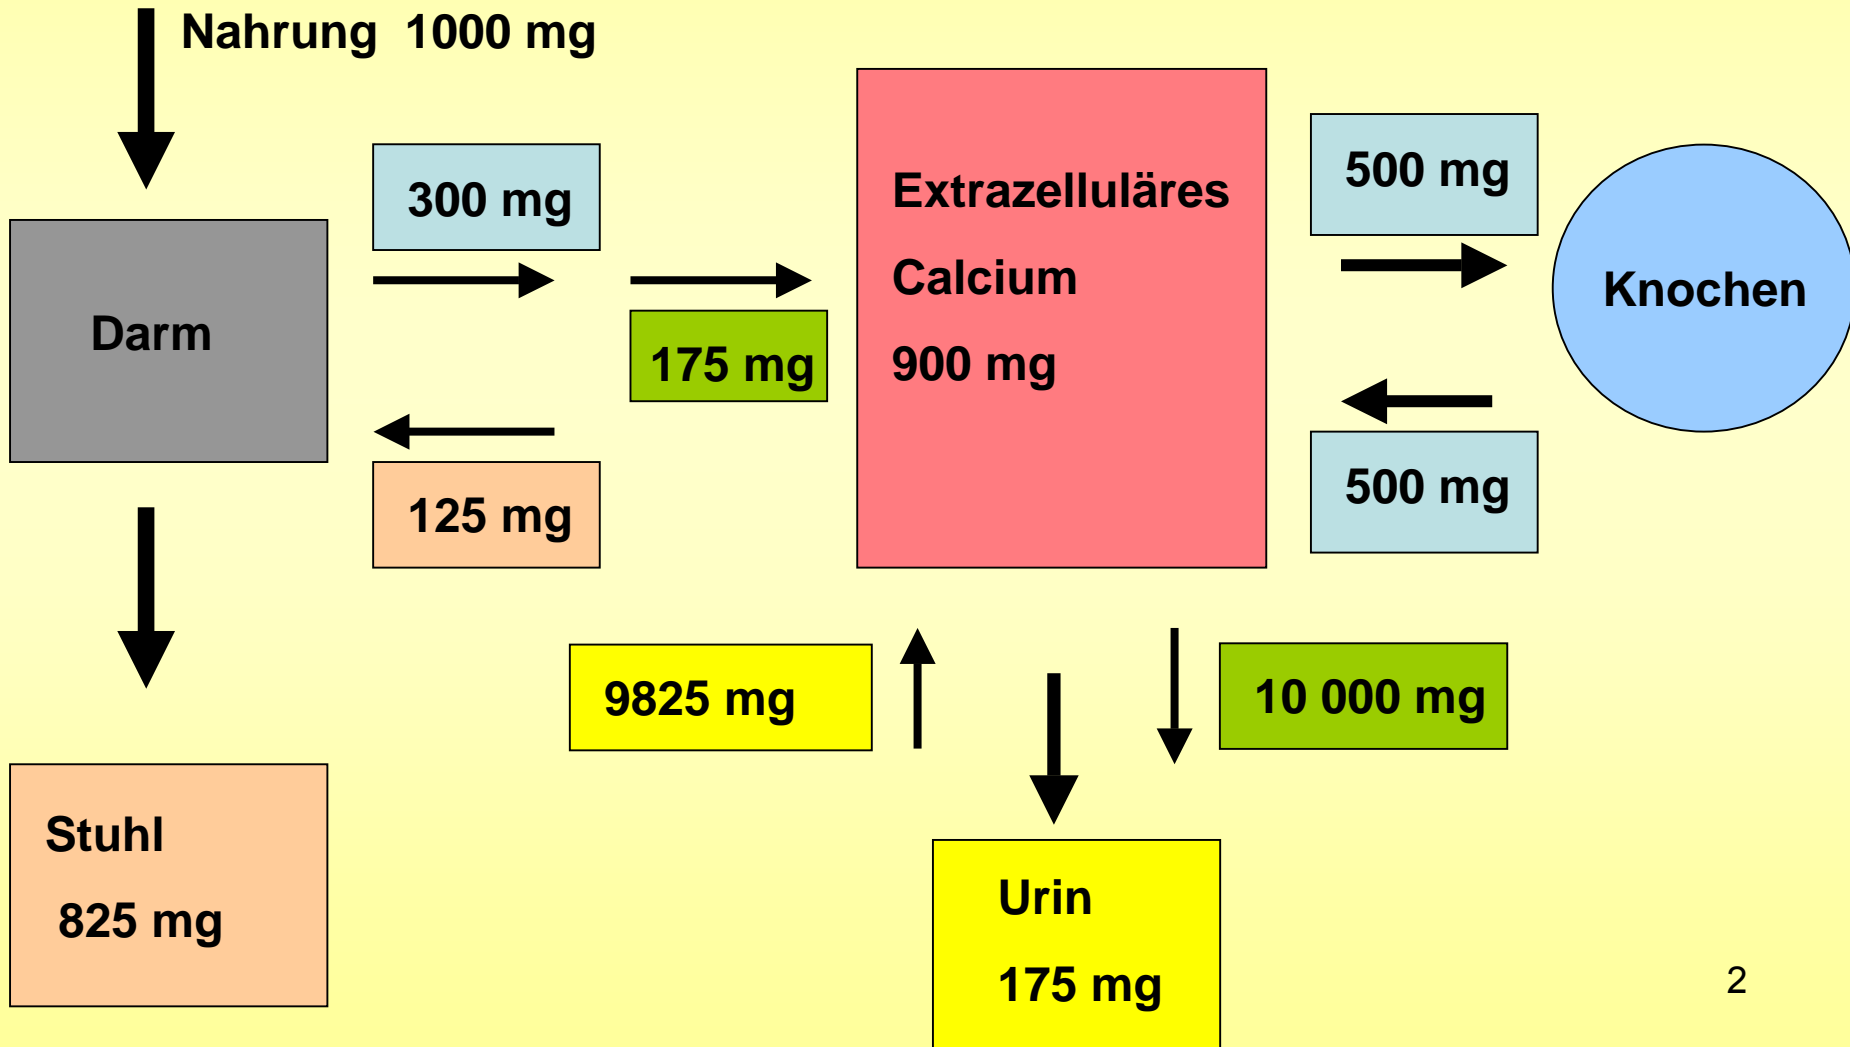 Nahrung 1000 mg
300 mg
Darm
175 mg
125 mg
Extrazelluläres
Calcium
900 mg
500 mg
Knochen
500 mg
9825 mg
10 000 mg
Stuhl
825 mg
Urin
175 mg
2